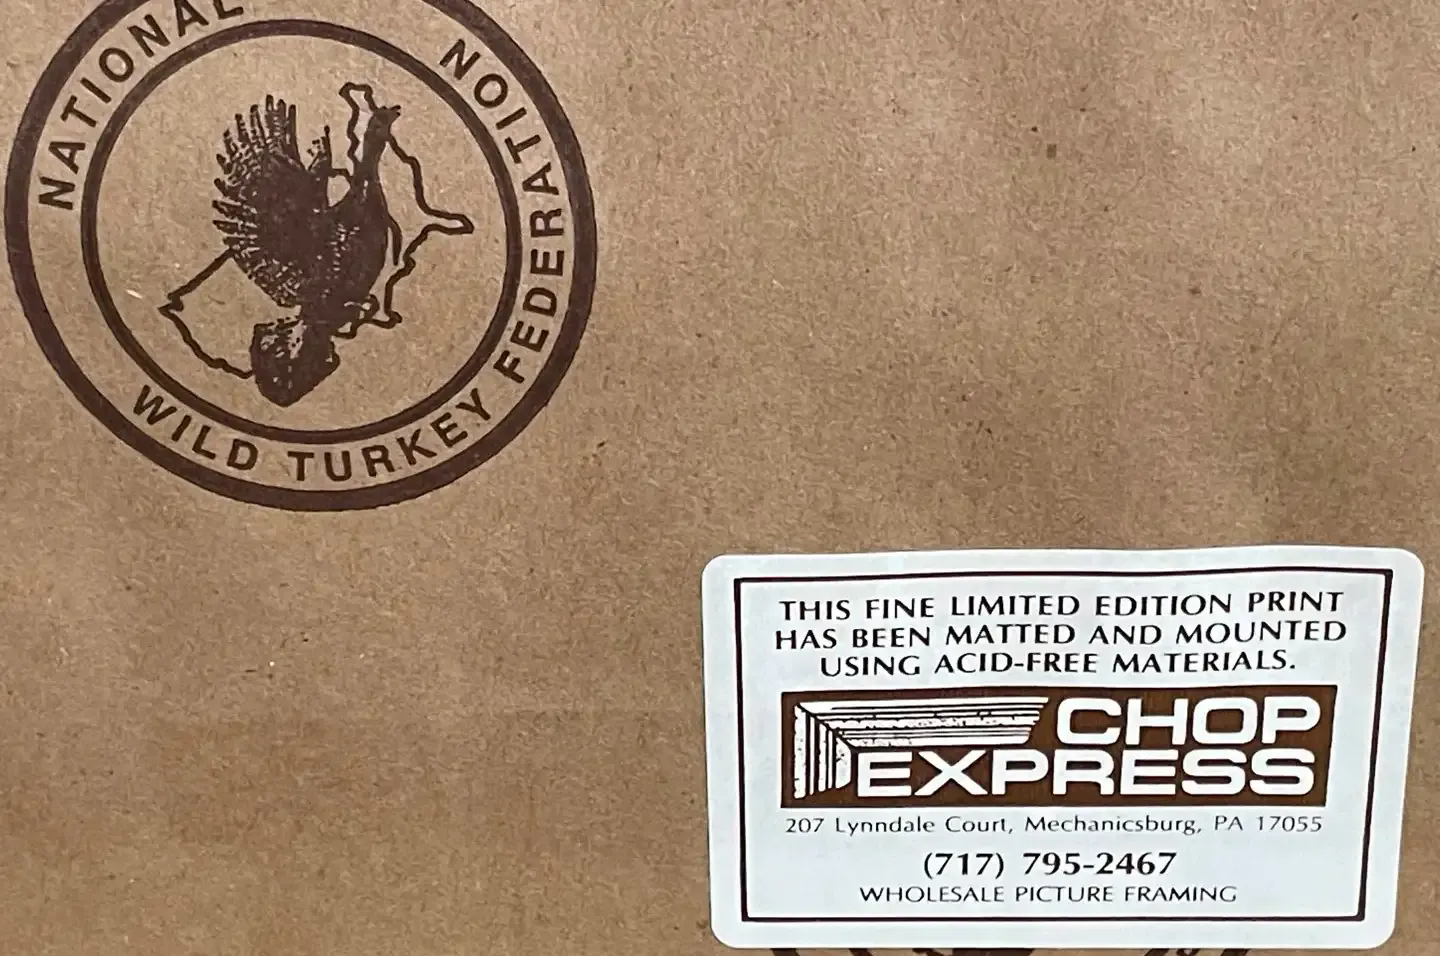 NATIONAL
WILD TURKEY FEDERATION
THIS FINE LIMITED EDITION PRINT
HAS BEEN MATTED AND MOUNTED
USING ACID-FREE MATERIALS.
CHOP
EXPRESS
207 Lynndale Court, Mechanicsburg, PA 17055
(717) 795-2467
WHOLESALE PICTURE FRAMING